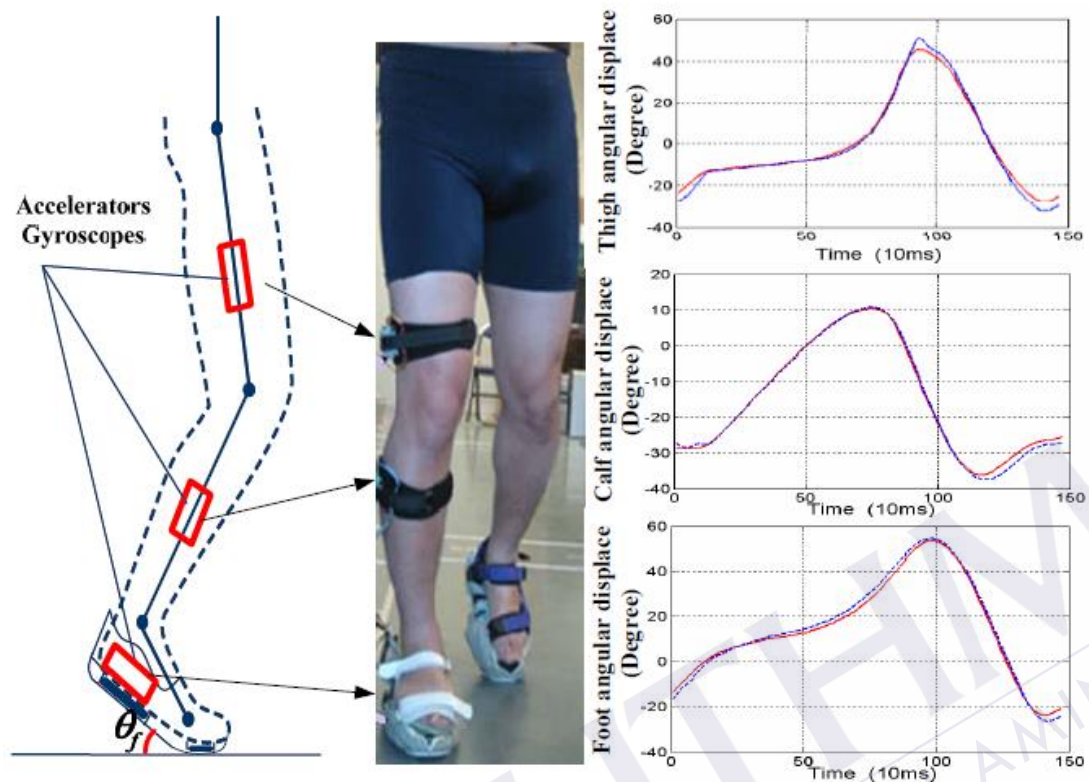 Accelerators
Gyroscopes
θf
Thigh angular displace
(Degree)
60
40
20
0
-20
-40
0
50
100
150
Time (10ms)
Calf angular displace
(Degree)
20
10
0
-10
-20
-30
-40
0
50
100
150
Time (10ms)
Foot angular displace
(Degree)
60
40
20
0
-20
-40
0
50
100
150
Time (10ms)
THM
AMIN